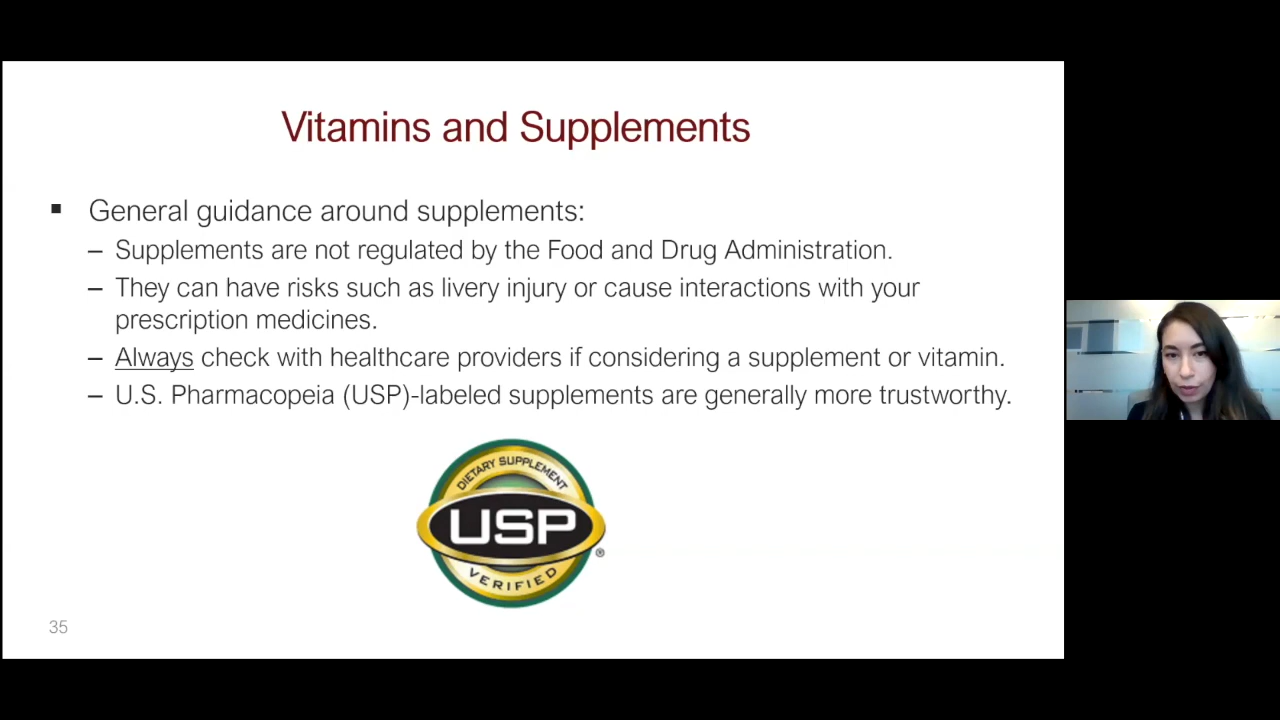 Vitamins and Supplements
▪ General guidance around supplements:
– Supplements are not regulated by the Food and Drug Administration.
– They can have risks such as livery injury or cause interactions with your
prescription medicines.
– Always check with healthcare providers if considering a supplement or vitamin.
– U.S. Pharmacopeia (USP)-labeled supplements are generally more trustworthy.
DIETARY SUPPLEMENT
USP
®
VERIFIED
35